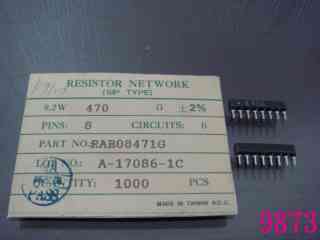 RESISTOR NETWORK
(SIP TYPE)
0.2W 470 Ω ±2%
PINS: 8 CIRCUITS:
PART NO: RAB08471G
LOT NO: A-17086-1C
QUANTITY: 1000 PCS
PASS
MADE IN TAIWAN R.O.C.
9873